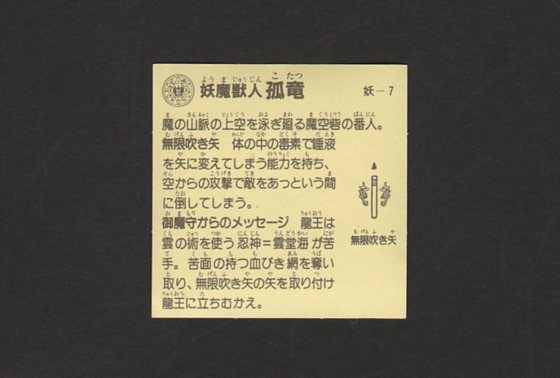 妖魔獣人 孤竜 妖ー7
魔の山脈の上空を泳ぎ廻る魔空砦の番人。
無限吹き矢 体の中の毒素で唾液
を矢に変えてしまう能力を持ち、
空からの攻撃で敵をあっという間
に倒してしまう。
御魔守からのメッセージ 龍王は
雲の術を使う忍神=雲堂海が苦
手。苦面の持つ血びき網を奪い
取り、無限吹き矢の矢を取り付け
龍王に立ちむかえ。
無限吹き矢